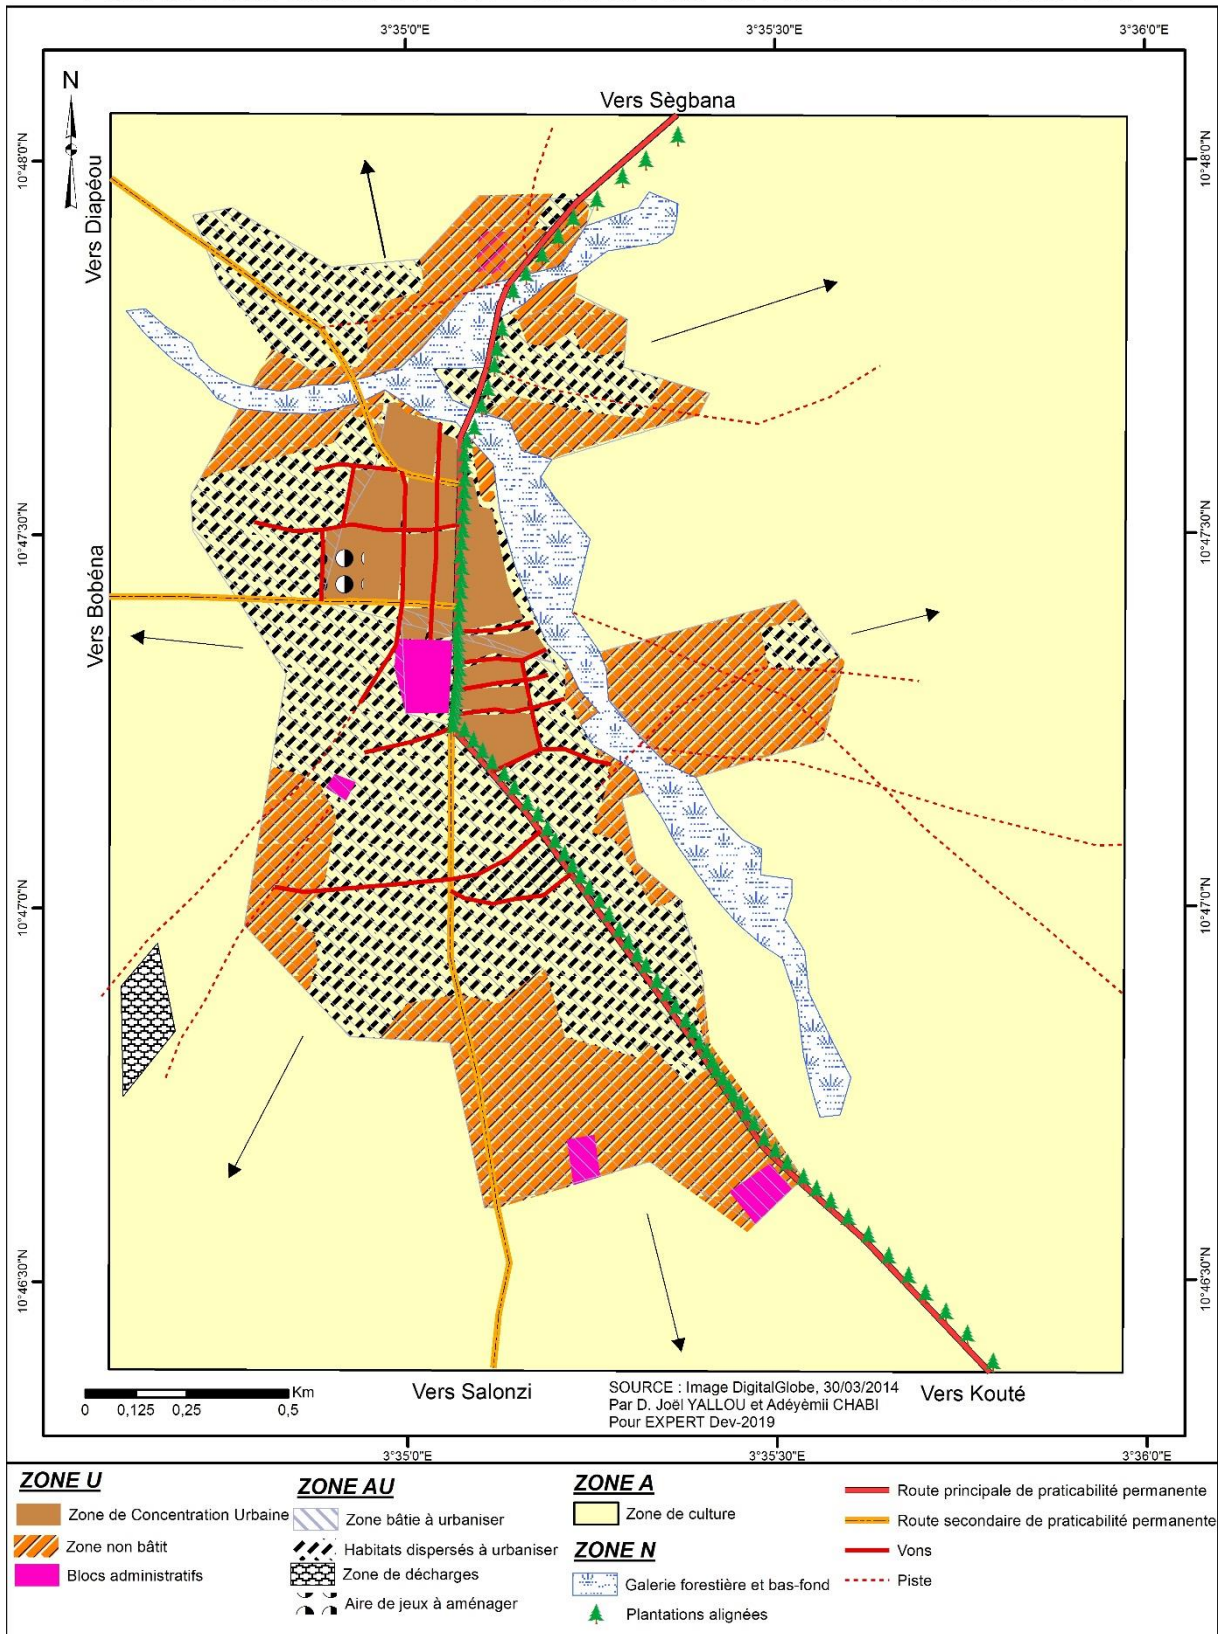 3°35'0"E
3°35'30"E
3°36'0"E
N
Vers Sègbana
10°48'0"N
10°48'0"N
Vers Diapéou
10°47'30"N
10°47'30"N
Vers Bobéna
10°47'0"N
10°47'0"N
10°46'30"N
10°46'30"N
Km
0 0,125 0,25 0,5
Vers Salonzi
SOURCE : Image DigitalGlobe, 30/03/2014
Par D. Joël YALLOU et Adéyèmii CHABI
Pour EXPERT Dev-2019
Vers Kouté
3°35'0"E
3°35'30"E
3°36'0"E
ZONE U
Zone de Concentration Urbaine
Zone non bâtit
Blocs administratifs
ZONE AU
Zone bâtie à urbaniser
Habitats dispersés à urbaniser
Zone de décharges
Aire de jeux à aménager
ZONE A
Zone de culture
ZONE N
Galerie forestière et bas-fond
Plantations alignées
Route principale de praticabilité permanente
Route secondaire de praticabilité permanente
Vons
Piste